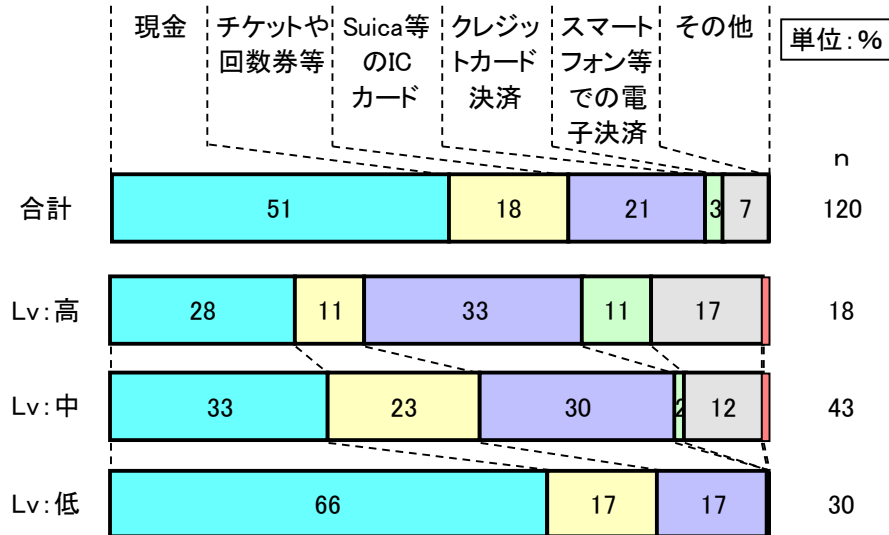 現金
チケットや
回数券等
Suica等
のIC
カード
クレジッ
トカード
決済
スマート
フォン等
での電
子決済
その他
単位:%
n
合計 51 18 21 3 7 120
Lv:高 28 11 33 11 17 18
Lv:中 33 23 30 2 12 43
Lv:低 66 17 17 30